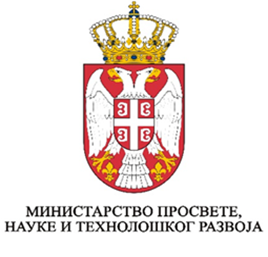 МИНИСТАРСТВО ПРОСВЕТЕ,
НАУКЕ И ТЕХНОЛОШКОГ РАЗВОЈА